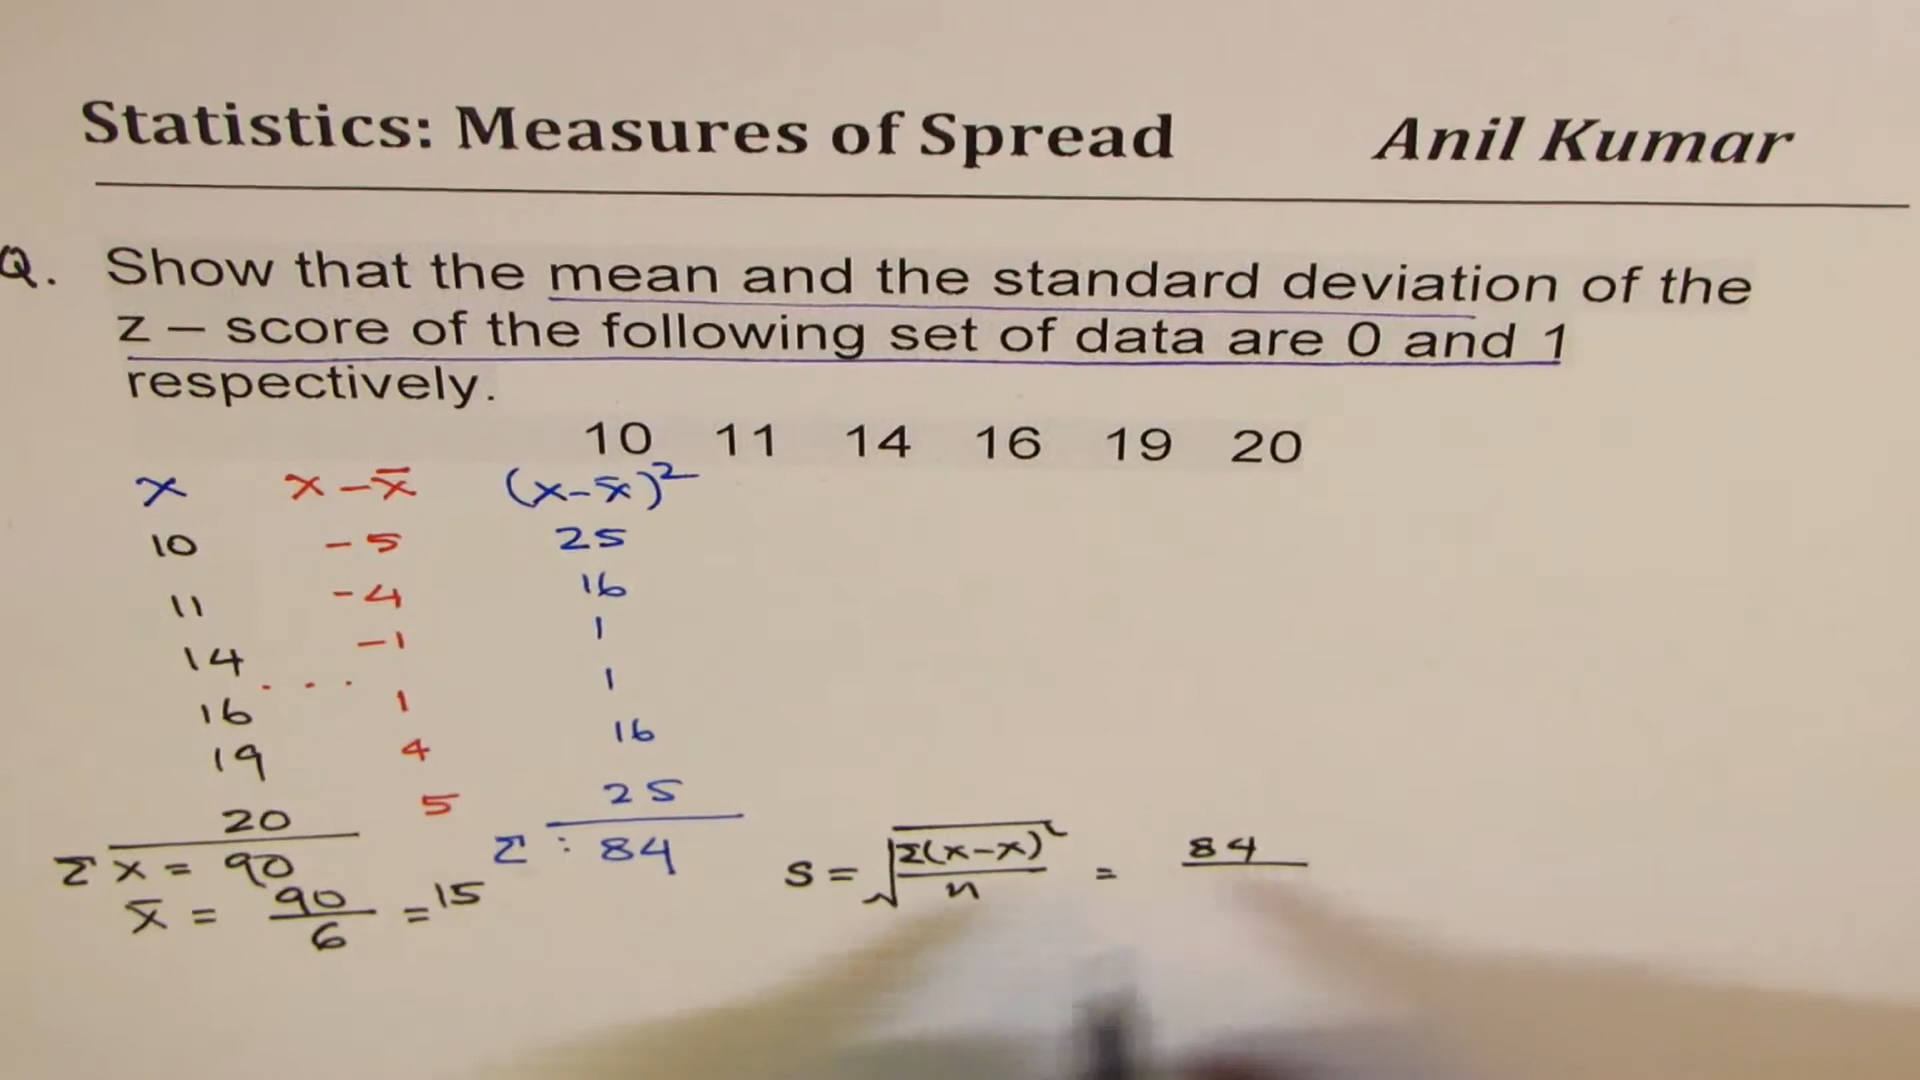 Statistics: Measures of Spread Anil Kumar
Q. Show that the mean and the standard deviation of the
z – score of the following set of data are 0 and 1
respectively.
10 11 14 16 19 20
x x-x̄ (x-x̄)²
10 -5 25
11 -4 16
14 -1 1
16 1 1
19 4 16
20 5 25
Σx = 90 Σ : 84
x̄ = 90/6 = 15
S = √(Σ(x-x)²/n) = 84